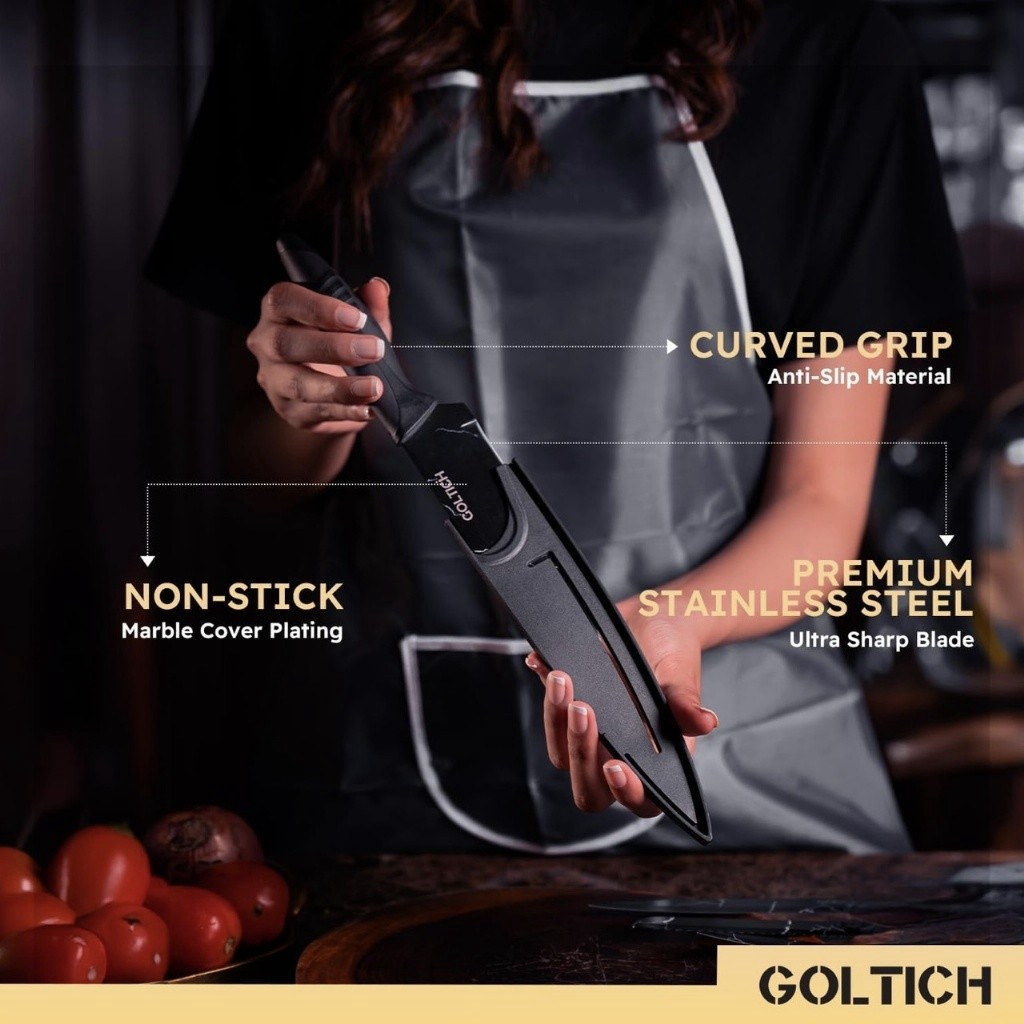 CURVED GRIP
Anti-Slip Material
GOLTICH
NON-STICK
Marble Cover Plating
PREMIUM
STAINLESS STEEL
Ultra Sharp Blade
GOLTICH